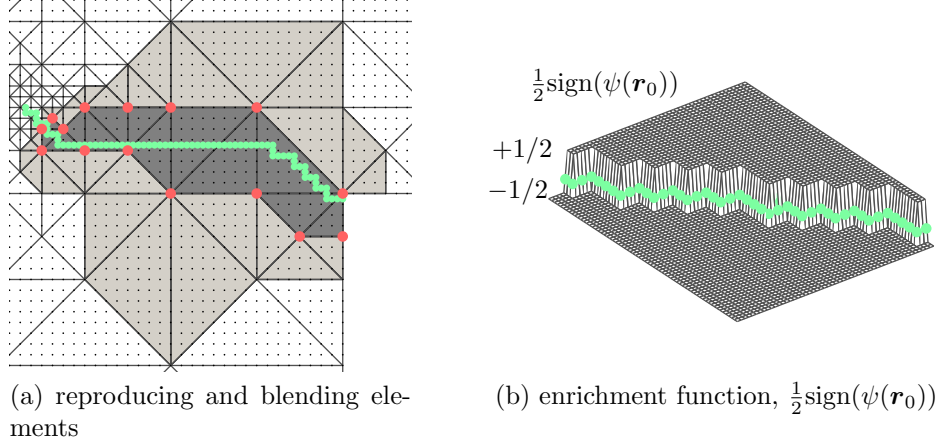 ½sign(ψ(r₀))
+1/2
−1/2
(a) reproducing and blending ele-
ments
(b) enrichment function, ½sign(ψ(r₀))